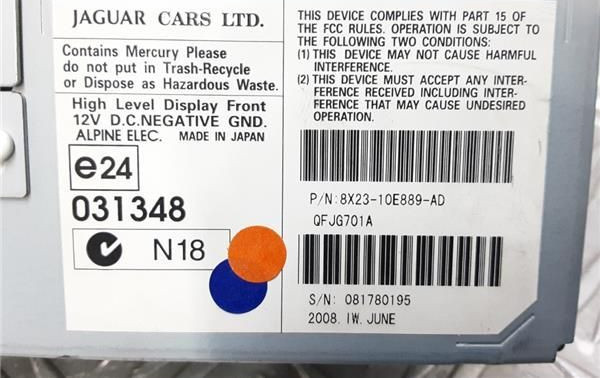 JAGUAR CARS LTD.
Contains Mercury Please
do not put in Trash-Recycle
or Dispose as Hazardous Waste.
High Level Display Front
12V D.C.NEGATIVE GND.
ALPINE ELEC. MADE IN JAPAN
e24
031348
N18
THIS DEVICE COMPLIES WITH PART 15 OF
THE FCC RULES. OPERATION IS SUBJECT TO
THE FOLLOWING TWO CONDITIONS:
(1) THIS DEVICE MAY NOT CAUSE HARMFUL
INTERFERENCE.
(2) THIS DEVICE MUST ACCEPT ANY INTER-
FERENCE RECEIVED INCLUDING INTER-
FERENCE THAT MAY CAUSE UNDESIRED
OPERATION.
P/N:8X23-10E889-AD
QFJG701A
S/N: 081780195
2008. 1W. JUNE